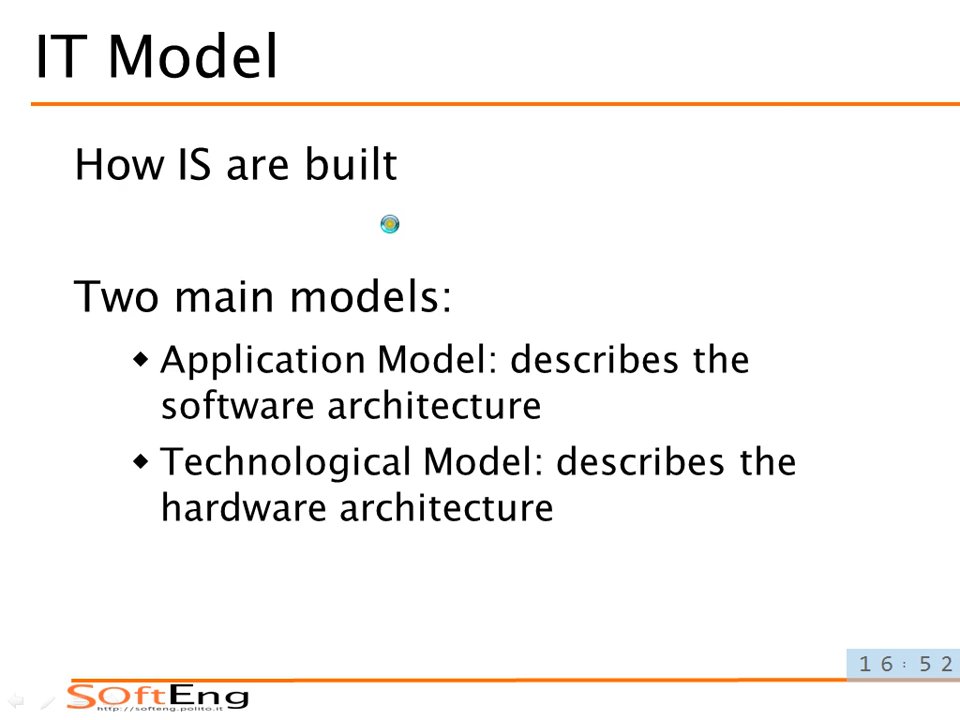 IT Model
How IS are built
Two main models:
◆ Application Model: describes the
software architecture
◆ Technological Model: describes the
hardware architecture
16:52
SoftEng
http://softeng.polito.it